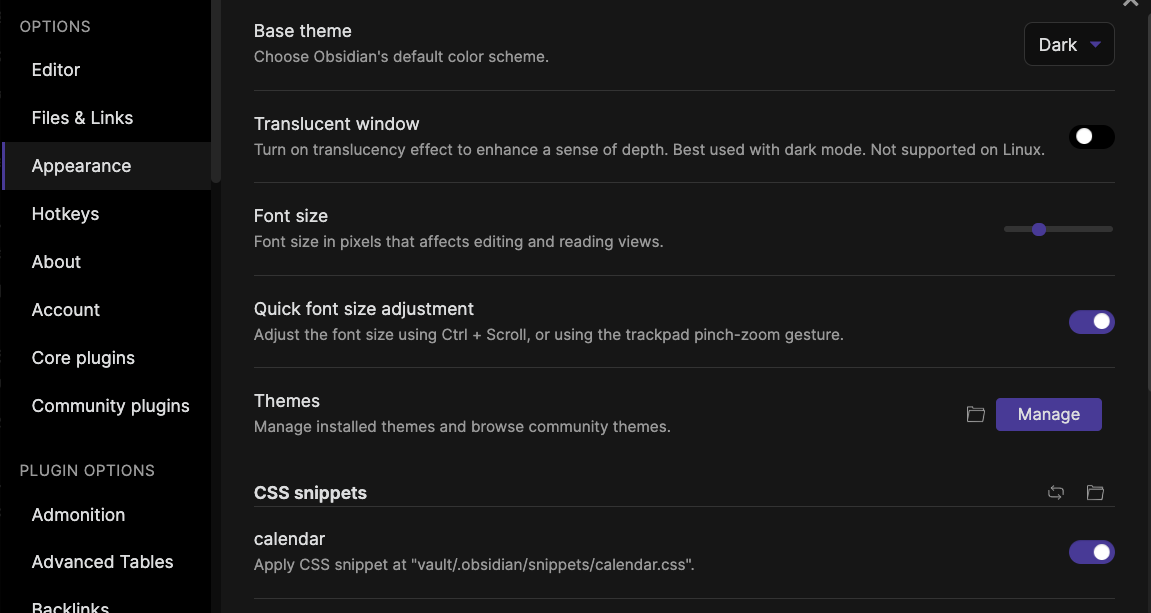 OPTIONS
Editor
Files & Links
Appearance
Hotkeys
About
Account
Core plugins
Community plugins
PLUGIN OPTIONS
Admonition
Advanced Tables
Backlinks
Base theme
Choose Obsidian's default color scheme.
Dark
Translucent window
Turn on translucency effect to enhance a sense of depth. Best used with dark mode. Not supported on Linux.
Font size
Font size in pixels that affects editing and reading views.
Quick font size adjustment
Adjust the font size using Ctrl + Scroll, or using the trackpad pinch-zoom gesture.
Themes
Manage installed themes and browse community themes.
Manage
CSS snippets
calendar
Apply CSS snippet at "vault/.obsidian/snippets/calendar.css".